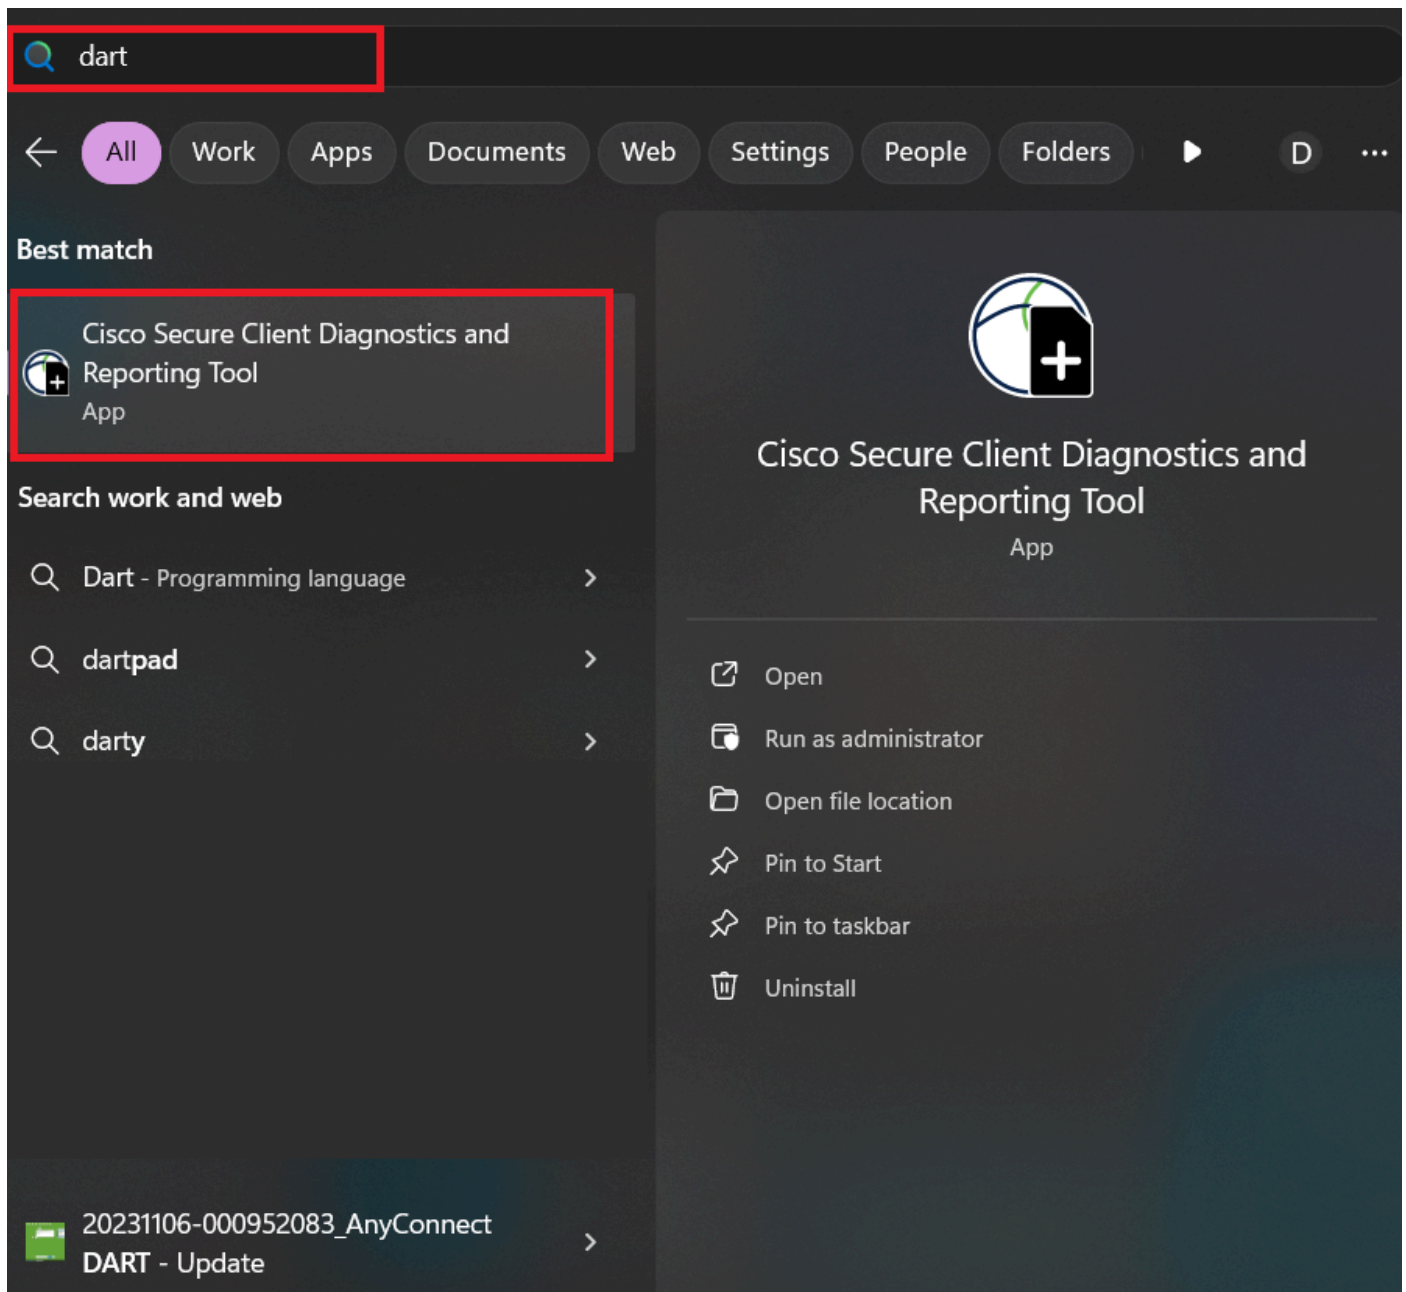 dart
All Work Apps Documents Web Settings People Folders D
Best match
Cisco Secure Client Diagnostics and
Reporting Tool
App
Search work and web
Dart - Programming language
dartpad
darty
20231106-000952083_AnyConnect
DART - Update
Cisco Secure Client Diagnostics and
Reporting Tool
App
Open
Run as administrator
Open file location
Pin to Start
Pin to taskbar
Uninstall